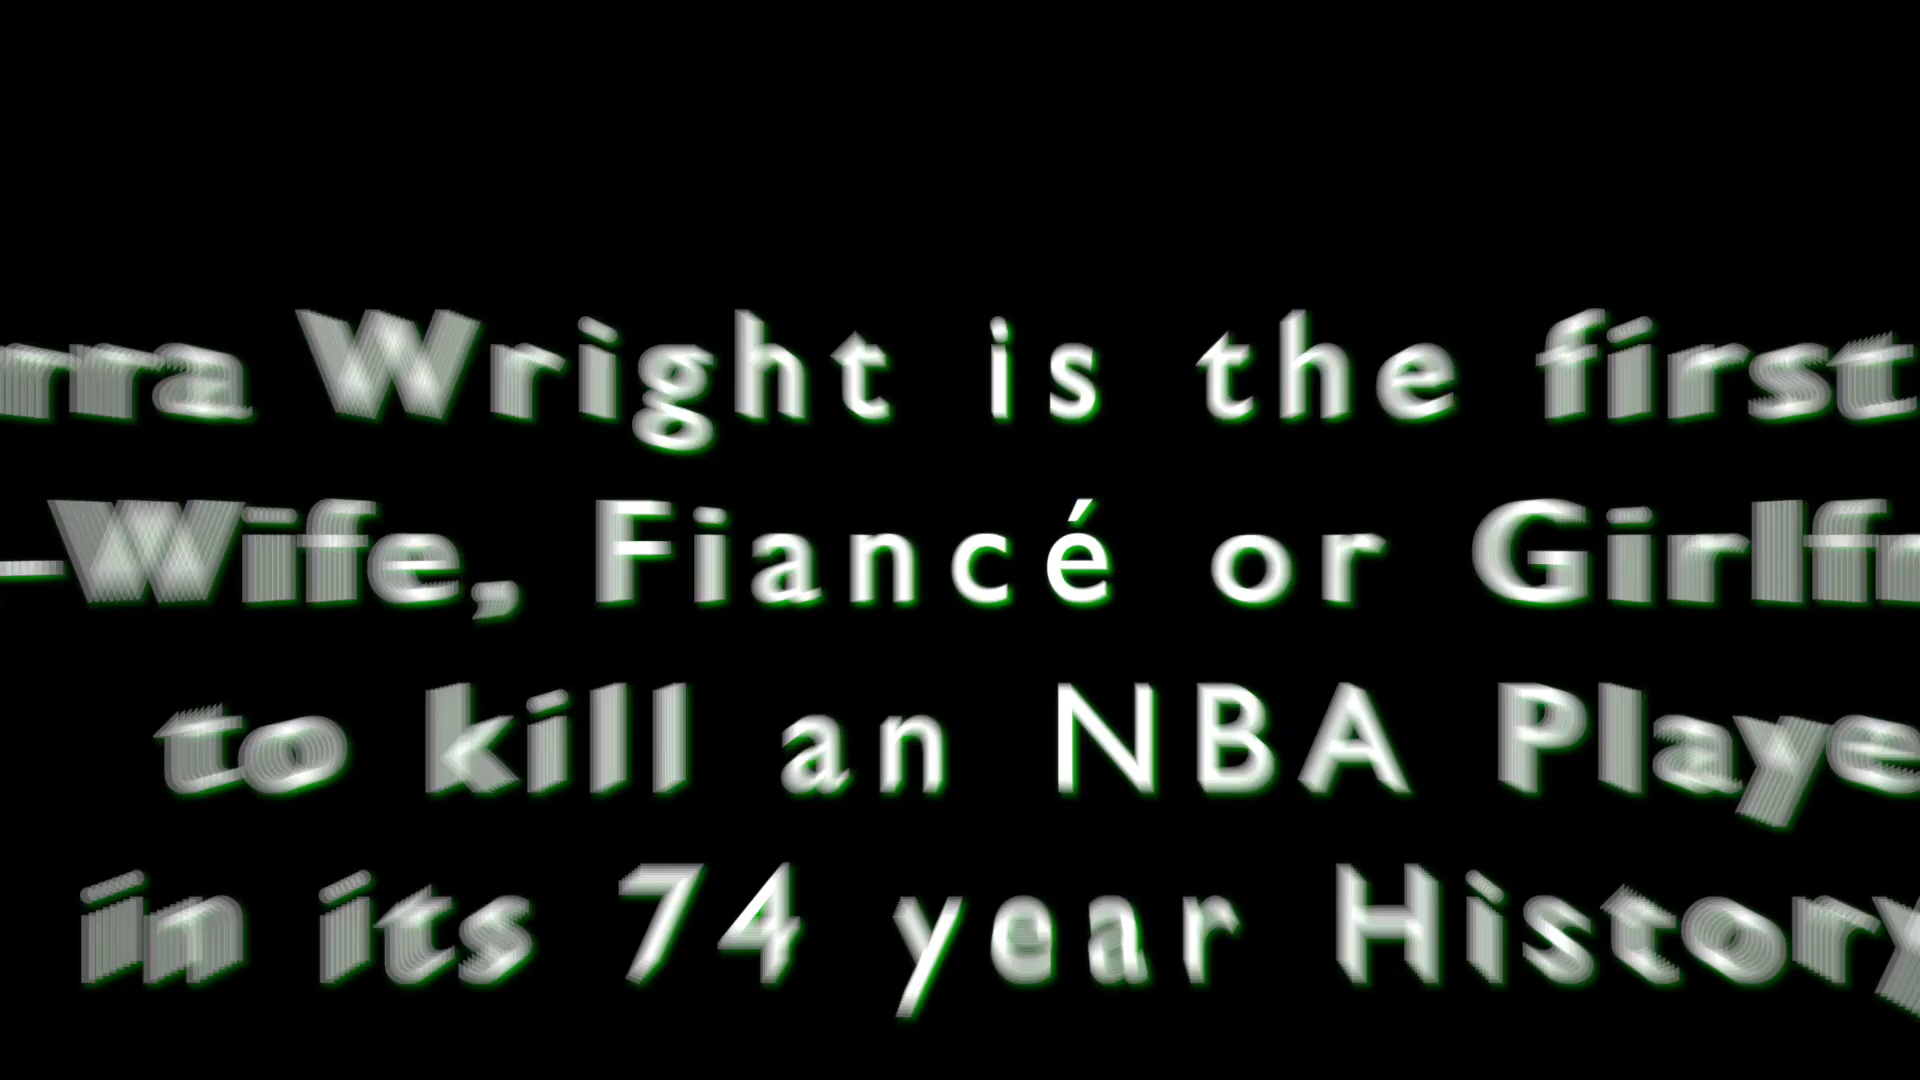 rra Wright is the first
-Wife, Fiancé or Girlfr
to kill an NBA Playe
in its 74 year History